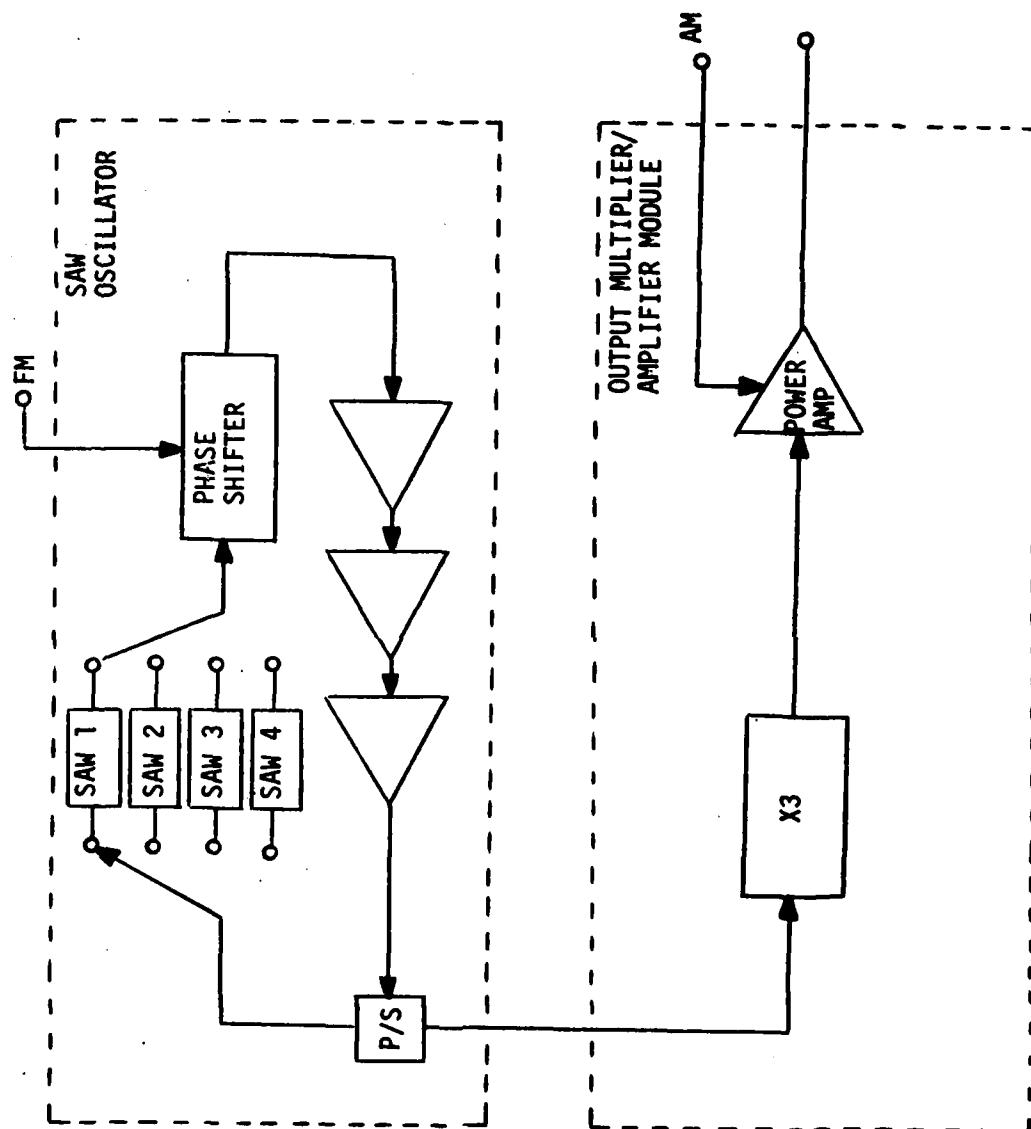 FM
SAW
OSCILLATOR
SAW 1
SAW 2
SAW 3
SAW 4
PHASE
SHIFTER
P/S
OUTPUT MULTIPLIER/
AMPLIFIER MODULE
AM
X3
POWER
AMP